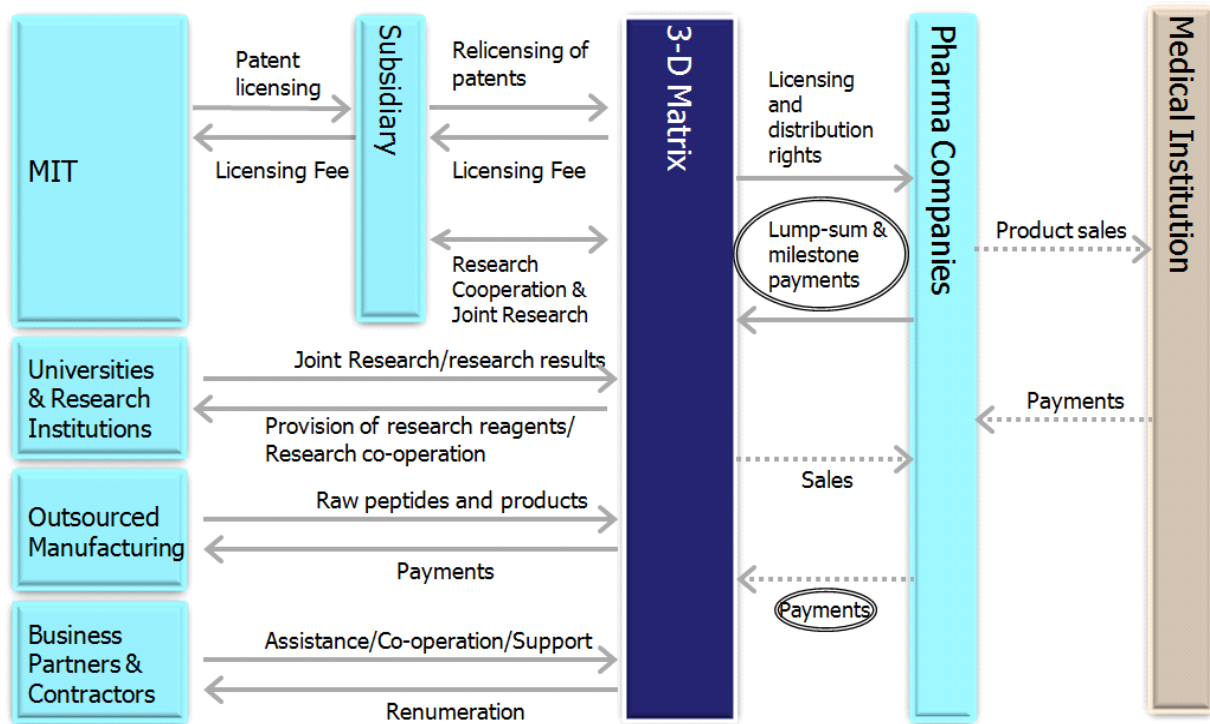 MIT
Patent
licensing
Licensing Fee
Subsidiary
Relicensing of
patents
Licensing Fee
Research
Cooperation &
Joint Research
3-D Matrix
Licensing
and
distribution
rights
Lump-sum &
milestone
payments
Pharma Companies
Product sales
Payments
Medical Institution
Universities
& Research
Institutions
Joint Research/research results
Provision of research reagents/
Research co-operation
Sales
Outsourced
Manufacturing
Raw peptides and products
Payments
Payments
Business
Partners &
Contractors
Assistance/Co-operation/Support
Renumeration